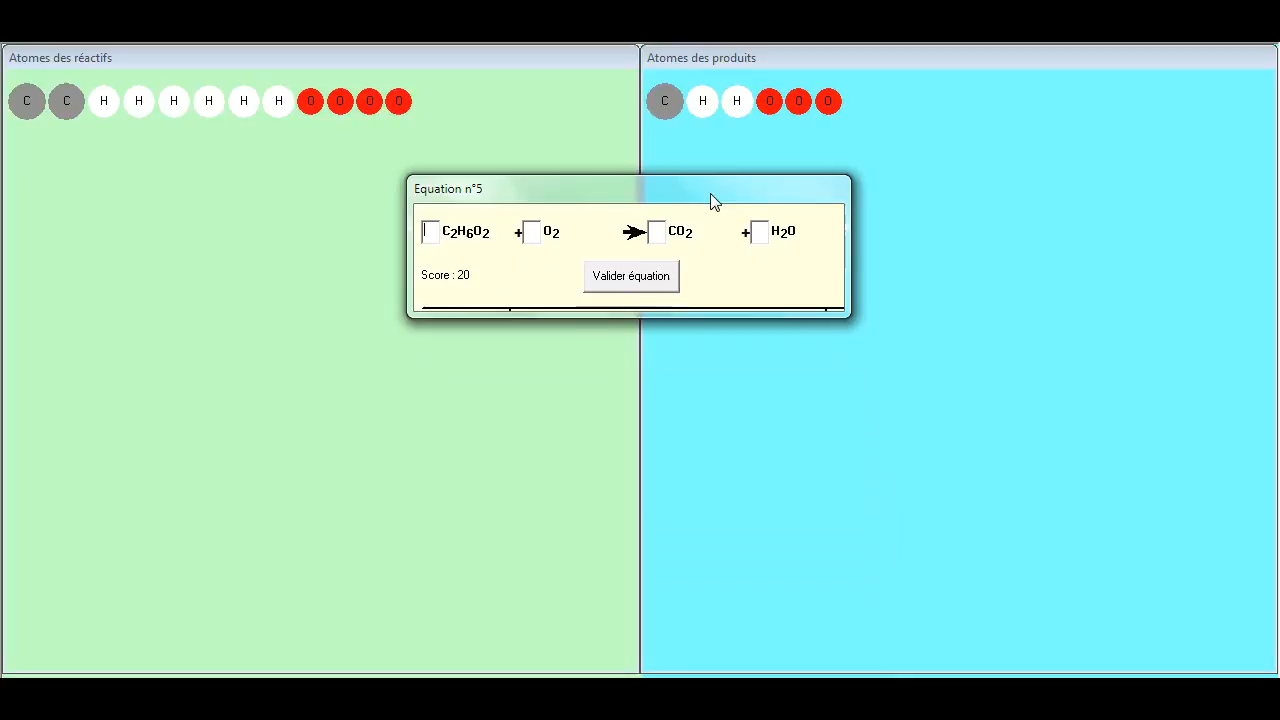 Atomes des réactifs
Atomes des produits
C C H H H H H H O O O O
C H H O O O
Equation n°5
C2H6O2 + O2 ➔ CO2 + H2O
Score : 20
Valider équation